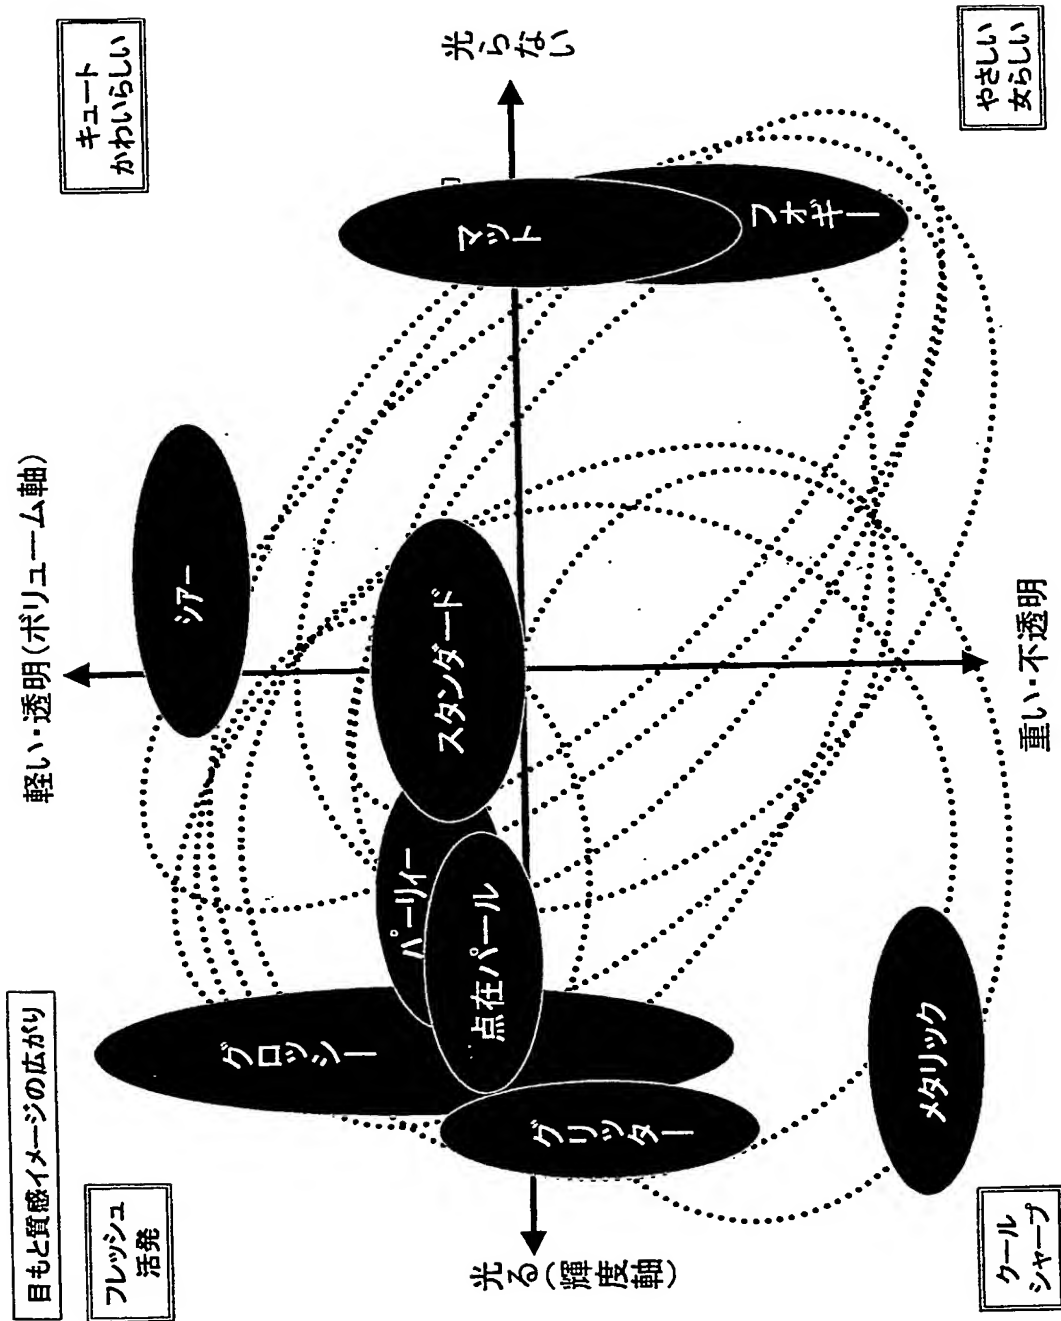 目もと質感イメージの広がり
軽い・透明(ボリューム軸)
フレッシュ
活発
キュート
かわいらしい
シアー
グロッシー
パーリィー
スタンダード
点在パール
マット
光る(輝度軸)
光らない
グリッター
フォギー
メタリック
クール
シャープ
重い・不透明
やさしい
女らしい